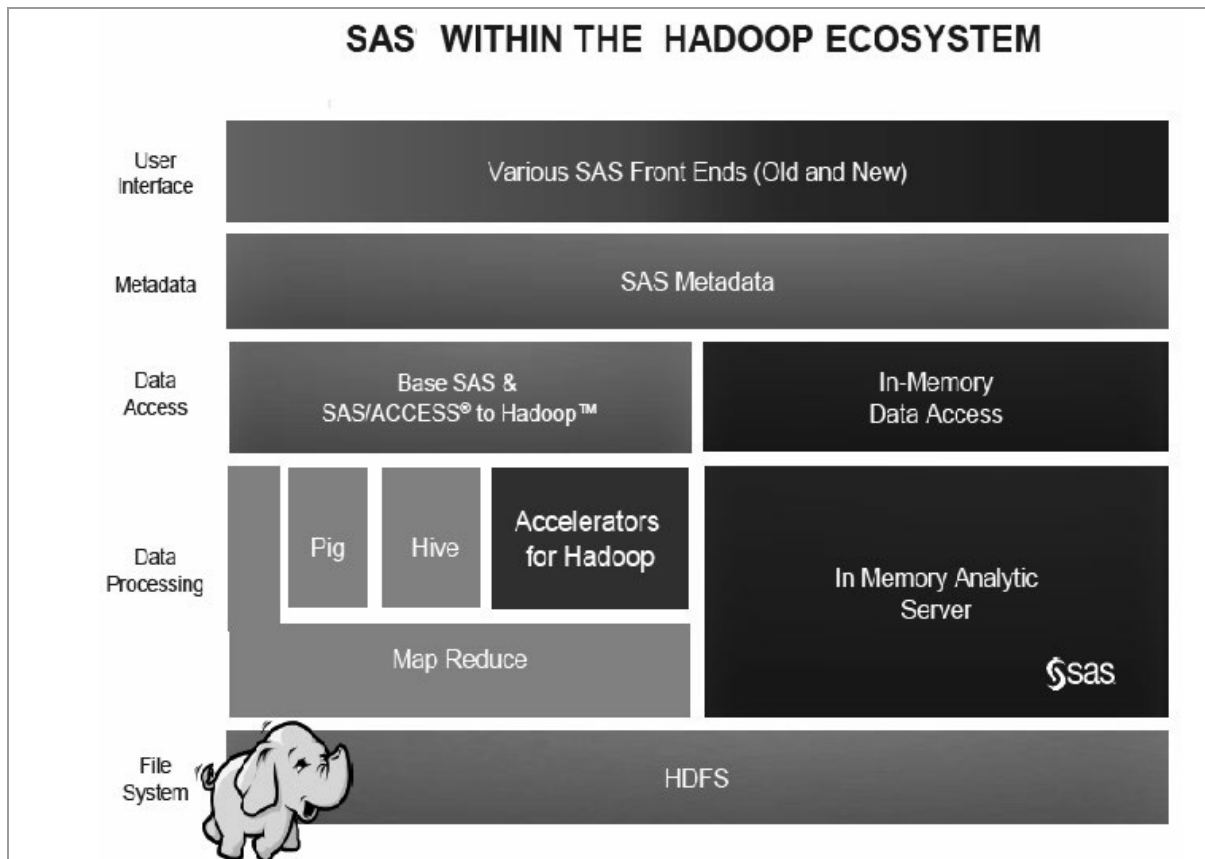 SAS WITHIN THE HADOOP ECOSYSTEM
User
Interface
Various SAS Front Ends (Old and New)
Metadata
SAS Metadata
Data
Access
Base SAS &
SAS/ACCESS® to Hadoop™
In-Memory
Data Access
Data
Processing
Pig
Hive
Accelerators
for Hadoop
Map Reduce
In Memory Analytic
Server
sas
File
System
HDFS